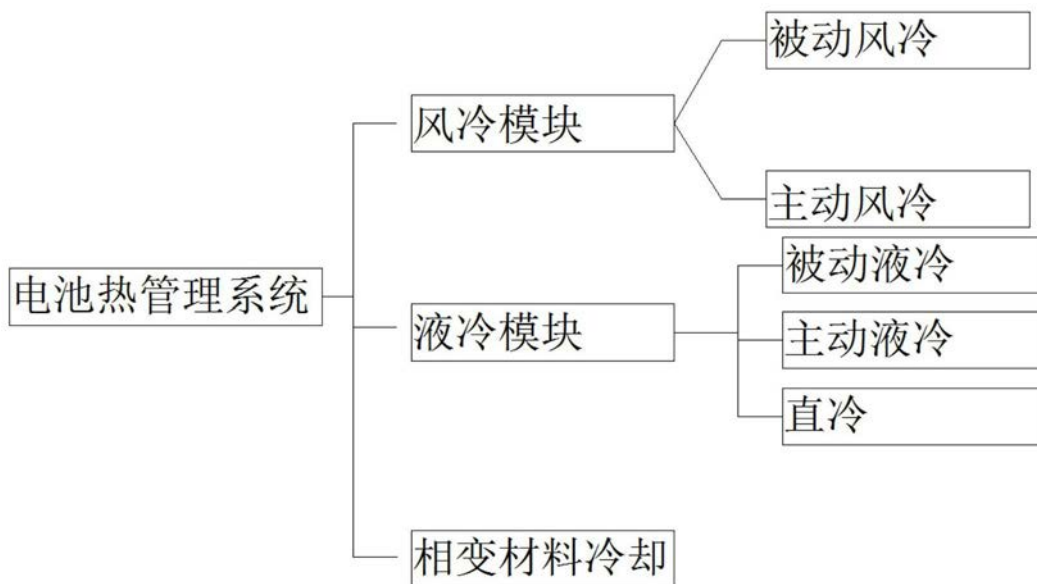 电池热管理系统
风冷模块
被动风冷
主动风冷
液冷模块
被动液冷
主动液冷
直冷
相变材料冷却